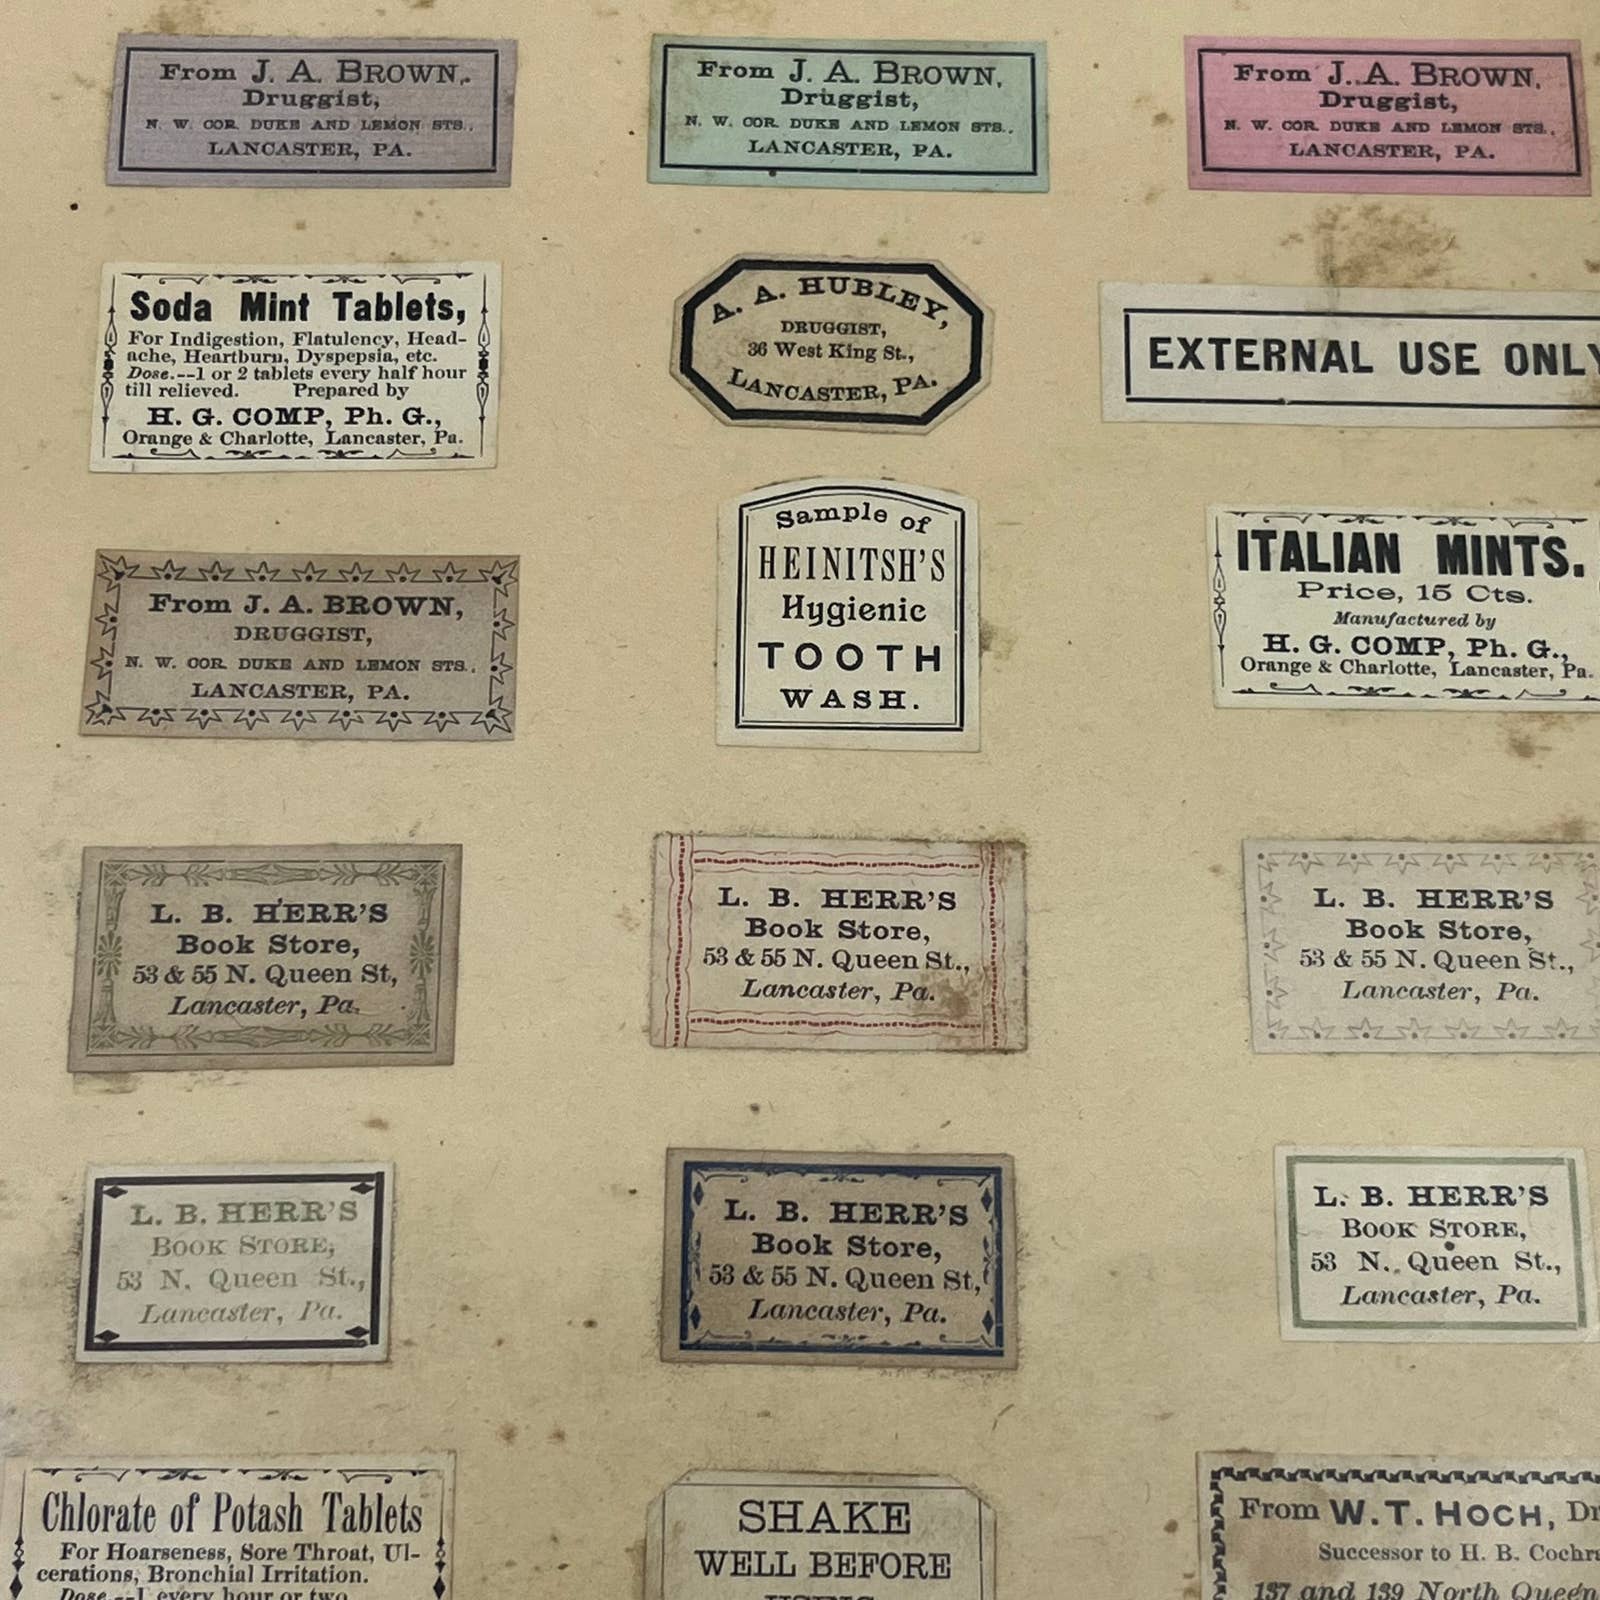 From J. A. BROWN,
Druggist,
N. W. COR. DUKE AND LEMON STS.,
LANCASTER, PA.
From J. A. BROWN,
Druggist,
N. W. COR. DUKE AND LEMON STS.,
LANCASTER, PA.
From J. A. BROWN,
Druggist,
N. W. COR. DUKE AND LEMON STS.,
LANCASTER, PA.
Soda Mint Tablets,
For Indigestion, Flatulency, Head-
ache, Heartburn, Dyspepsia, etc.
Dose.--1 or 2 tablets every half hour
till relieved. Prepared by
H. G. COMP, Ph. G.,
Orange & Charlotte, Lancaster, Pa.
A. A. HUBLEY,
DRUGGIST,
36 West King St.,
LANCASTER, PA.
EXTERNAL USE ONLY
From J. A. BROWN,
DRUGGIST,
N. W. COR. DUKE AND LEMON STS.,
LANCASTER, PA.
Sample of
HEINITSH'S
Hygienic
TOOTH
WASH.
ITALIAN MINTS.
Price, 15 Cts.
Manufactured by
H. G. COMP, Ph. G.,
Orange & Charlotte, Lancaster, Pa.
L. B. HERR'S
Book Store,
53 & 55 N. Queen St,
Lancaster, Pa.
L. B. HERR'S
Book Store,
53 & 55 N. Queen St.,
Lancaster, Pa.
L. B. HERR'S
Book Store,
53 & 55 N. Queen St.,
Lancaster, Pa.
L. B. HERR'S
BOOK STORE,
53 N. Queen St.,
Lancaster, Pa.
L. B. HERR'S
Book Store,
53 & 55 N. Queen St,
Lancaster, Pa.
L. B. HERR'S
BOOK STORE,
53 N. Queen St.,
Lancaster, Pa.
Chlorate of Potash Tablets
For Hoarseness, Sore Throat, Ul-
cerations, Bronchial Irritation.
Dose.--1 every hour or two
SHAKE
WELL BEFORE
USING
From W. T. HOCH,
Successor to H. B.
137 and 139 North Queen